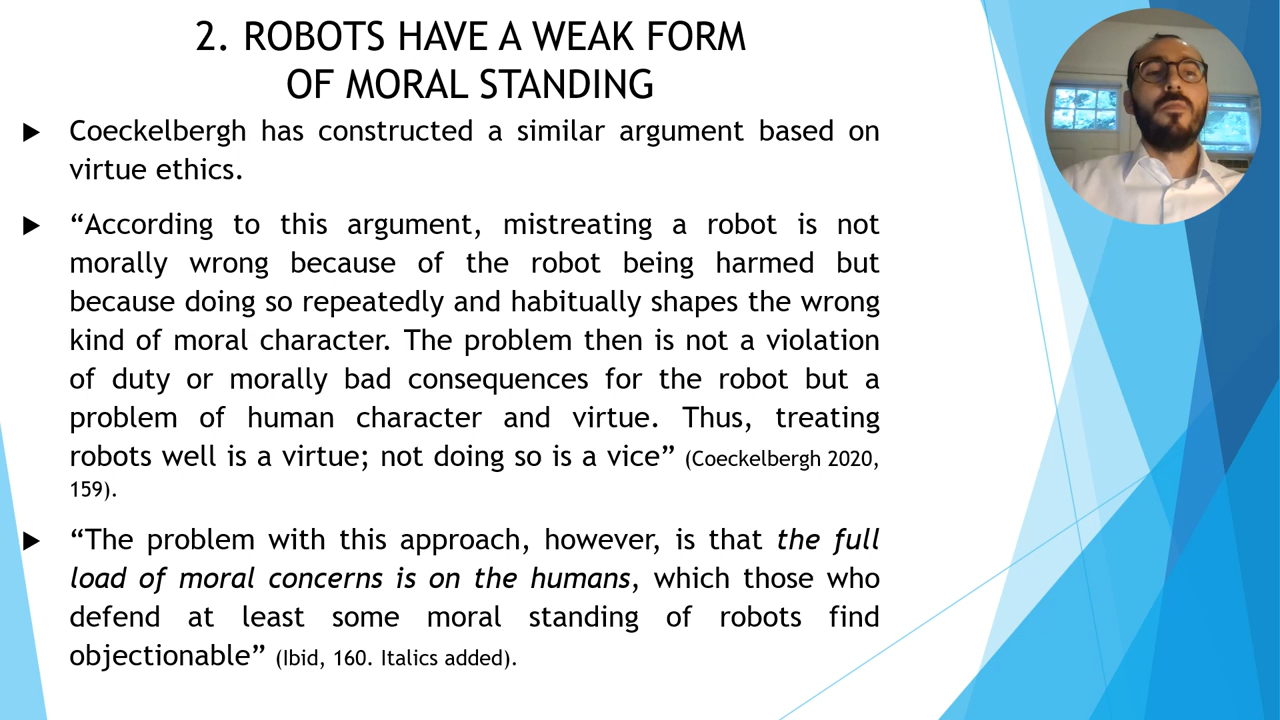 2. ROBOTS HAVE A WEAK FORM
OF MORAL STANDING
Coeckelbergh has constructed a similar argument based on
virtue ethics.
“According to this argument, mistreating a robot is not
morally wrong because of the robot being harmed but
because doing so repeatedly and habitually shapes the wrong
kind of moral character. The problem then is not a violation
of duty or morally bad consequences for the robot but a
problem of human character and virtue. Thus, treating
robots well is a virtue; not doing so is a vice” (Coeckelbergh 2020,
159).
“The problem with this approach, however, is that the full
load of moral concerns is on the humans, which those who
defend at least some moral standing of robots find
objectionable” (Ibid, 160. Italics added).